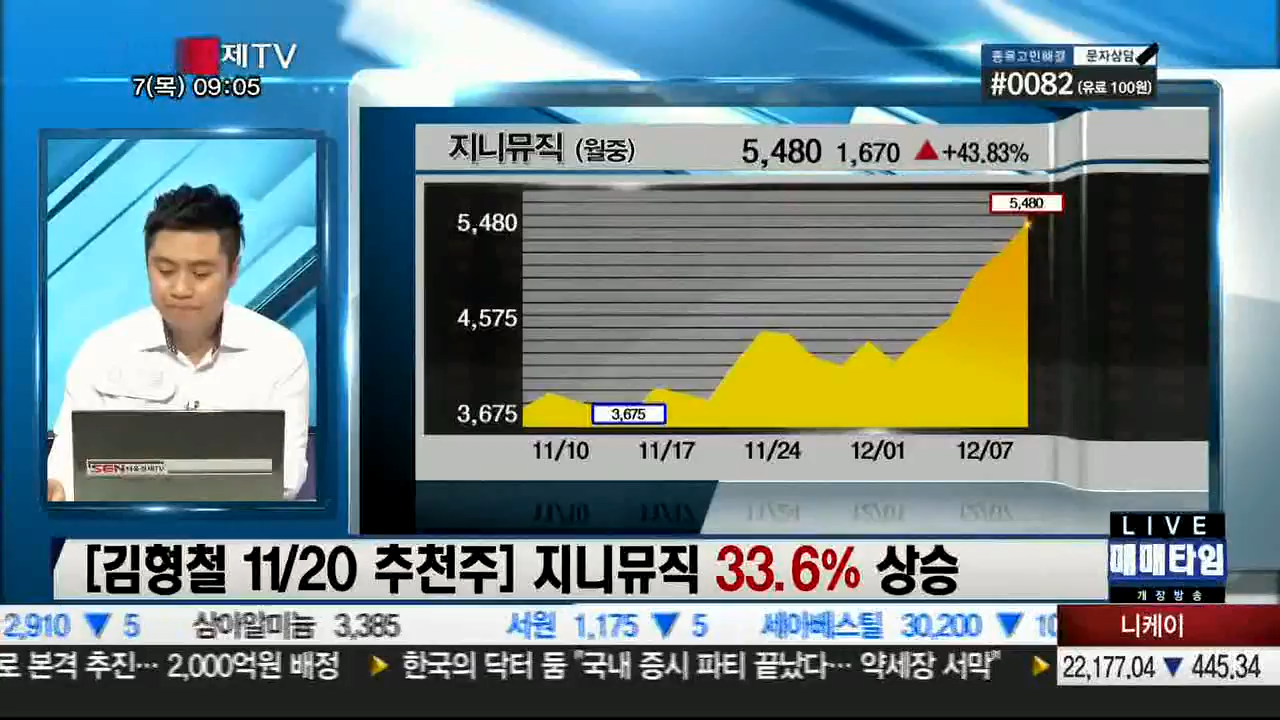 제TV
7(목) 09:05
종목고민해결 문자상담
#0082 (유료 100원)
지니뮤직 (월중) 5,480 1,670 ▲+43.83%
5,480
5,480
4,575
3,675
3,675
11/10 11/17 11/24 12/01 12/07
SEN 서울경제TV
[김형철 11/20 추천주] 지니뮤직 33.6% 상승
LIVE
매매타임
개장방송
2,910 ▼ 5 삼아알미늄 3,385 서원 1,175 ▼ 5 세아베스틸 30,200 ▼ 10
니케이
로 본격 추진… 2,000억원 배정 ▶ 한국의 닥터 둠 "국내 증시 파티 끝났다… 약세장 서막" ▶
22,177.04 ▼ 445.34